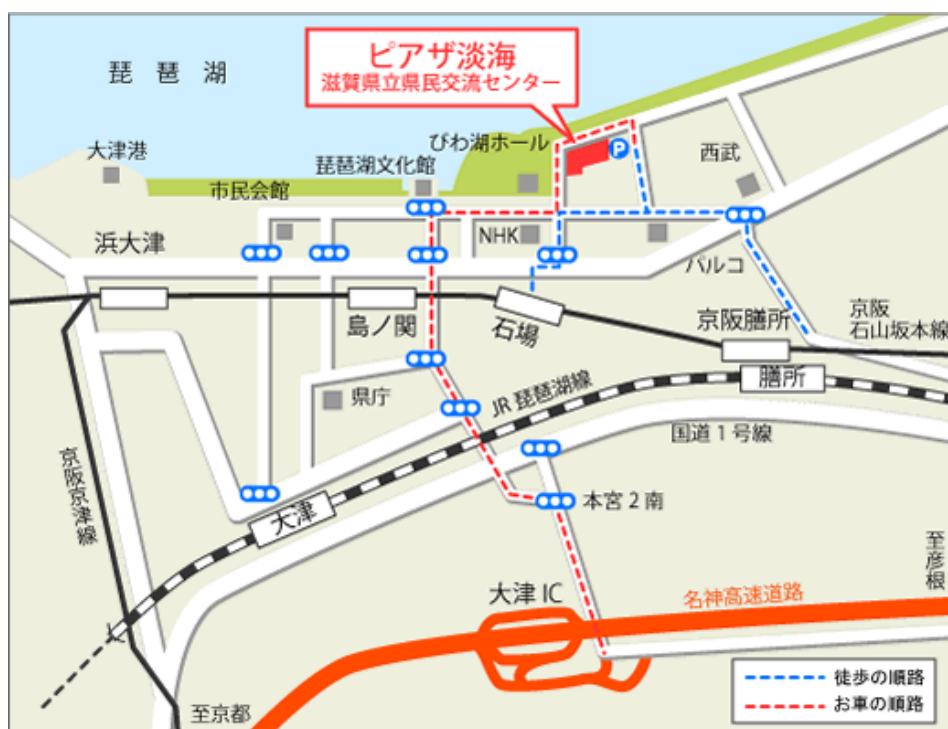 ピアザ淡海
滋賀県立県民交流センター
琵琶湖
大津港
びわ湖ホール
琵琶湖文化館
西武
P
市民会館
浜大津
NHK
パルコ
島ノ関
石場
京阪膳所
京阪
石山坂本線
県庁
JR琵琶湖線
膳所
国道1号線
京阪京津線
大津
本宮2南
至彦根
大津IC
名神高速道路
徒歩の順路
お車の順路
至京都